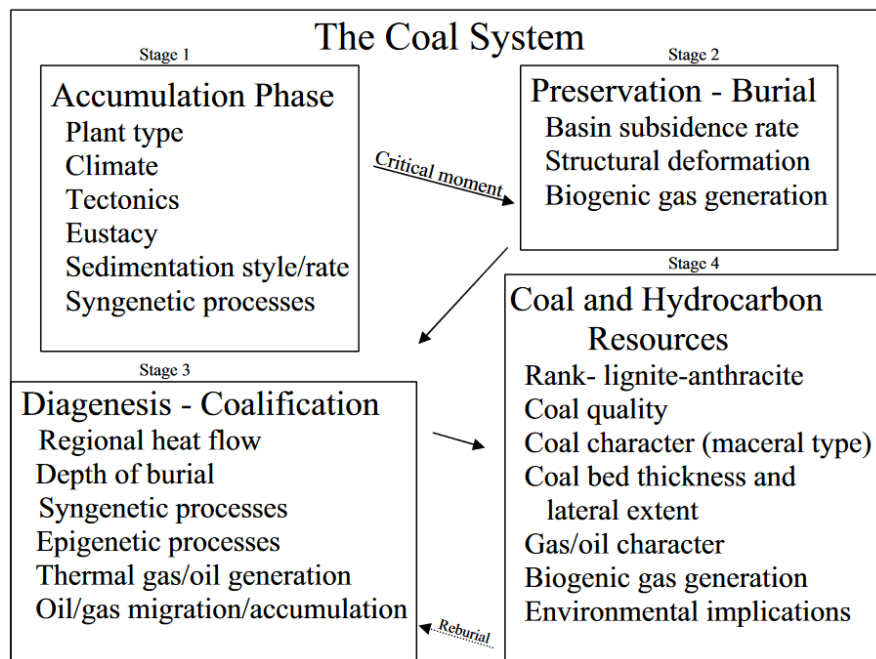 The Coal System
Stage 1
Accumulation Phase
Plant type
Climate
Tectonics
Eustacy
Sedimentation style/rate
Syngenetic processes
Critical moment
Stage 2
Preservation - Burial
Basin subsidence rate
Structural deformation
Biogenic gas generation
Stage 3
Diagenesis - Coalification
Regional heat flow
Depth of burial
Syngenetic processes
Epigenetic processes
Thermal gas/oil generation
Oil/gas migration/accumulation
Stage 4
Coal and Hydrocarbon
Resources
Rank- lignite-anthracite
Coal quality
Coal character (maceral type)
Coal bed thickness and
lateral extent
Gas/oil character
Biogenic gas generation
Environmental implications
Reburial